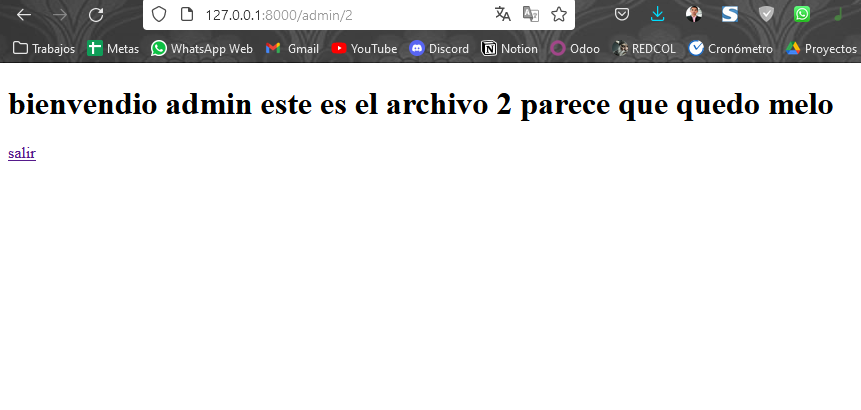 127.0.0.1:8000/admin/2
Trabajos Metas WhatsApp Web Gmail YouTube Discord Notion Odoo REDCOL Cronómetro Proyectos
bienvendio admin este es el archivo 2 parece que quedo melo
salir